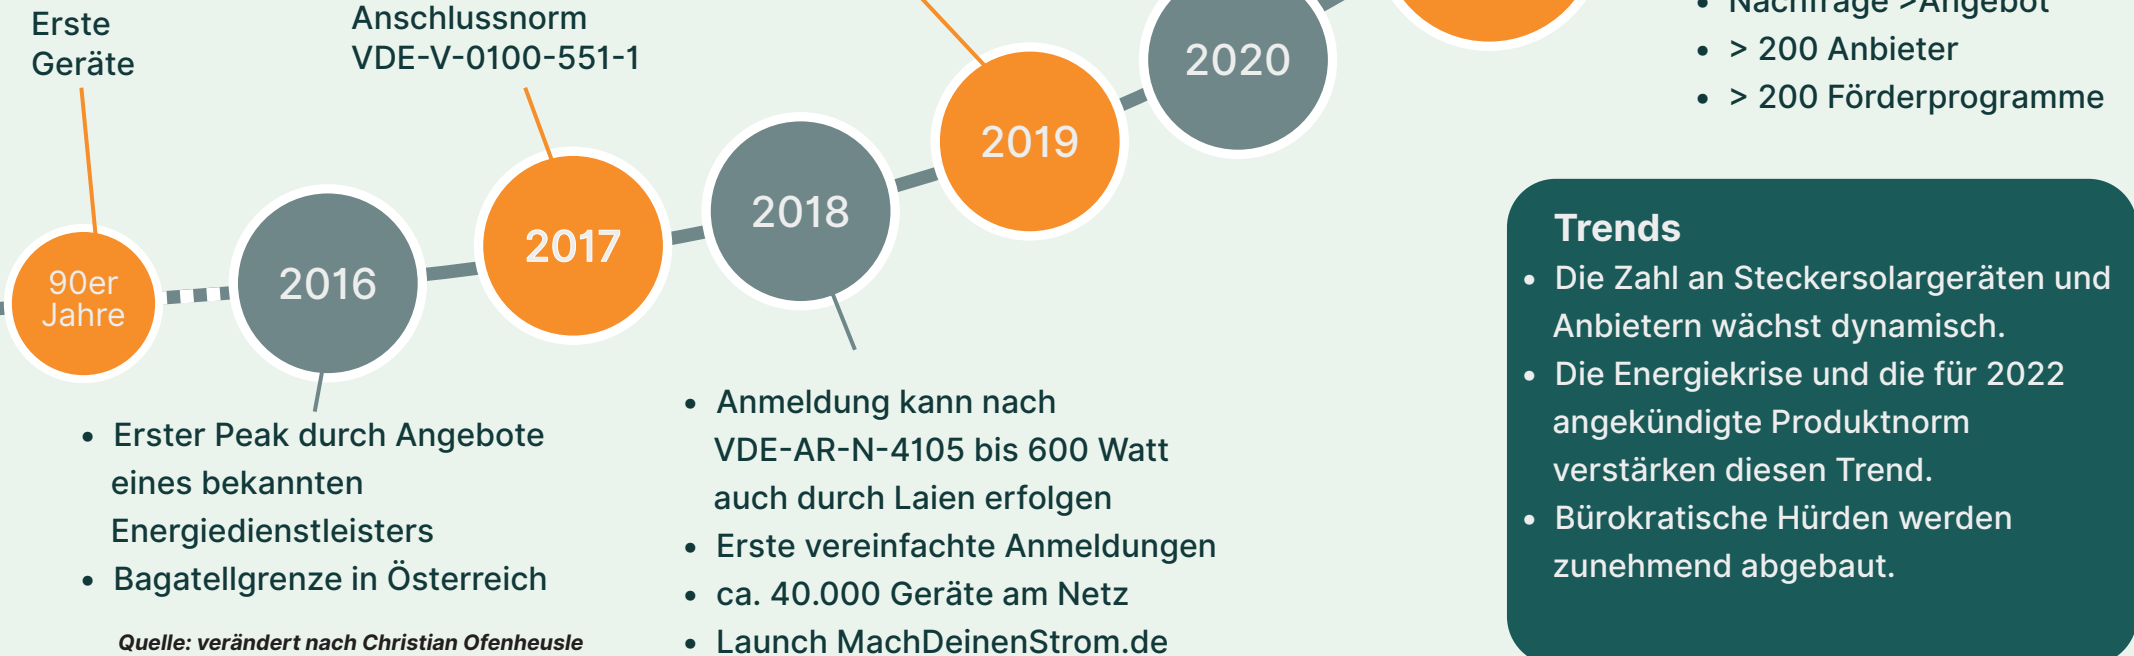 Erste
Geräte
Anschlussnorm
VDE-V-0100-551-1
90er
Jahre
2016
2017
2018
2019
2020
• Erster Peak durch Angebote
eines bekannten
Energiedienstleisters
• Bagatellgrenze in Österreich
• Anmeldung kann nach
VDE-AR-N-4105 bis 600 Watt
auch durch Laien erfolgen
• Erste vereinfachte Anmeldungen
• ca. 40.000 Geräte am Netz
• Launch MachDeinenStrom.de
• Nachfrage >Angebot
• > 200 Anbieter
• > 200 Förderprogramme
Trends
• Die Zahl an Steckersolargeräten und
Anbietern wächst dynamisch.
• Die Energiekrise und die für 2022
angekündigte Produktnorm
verstärken diesen Trend.
• Bürokratische Hürden werden
zunehmend abgebaut.
Quelle: verändert nach Christian Ofenheusle